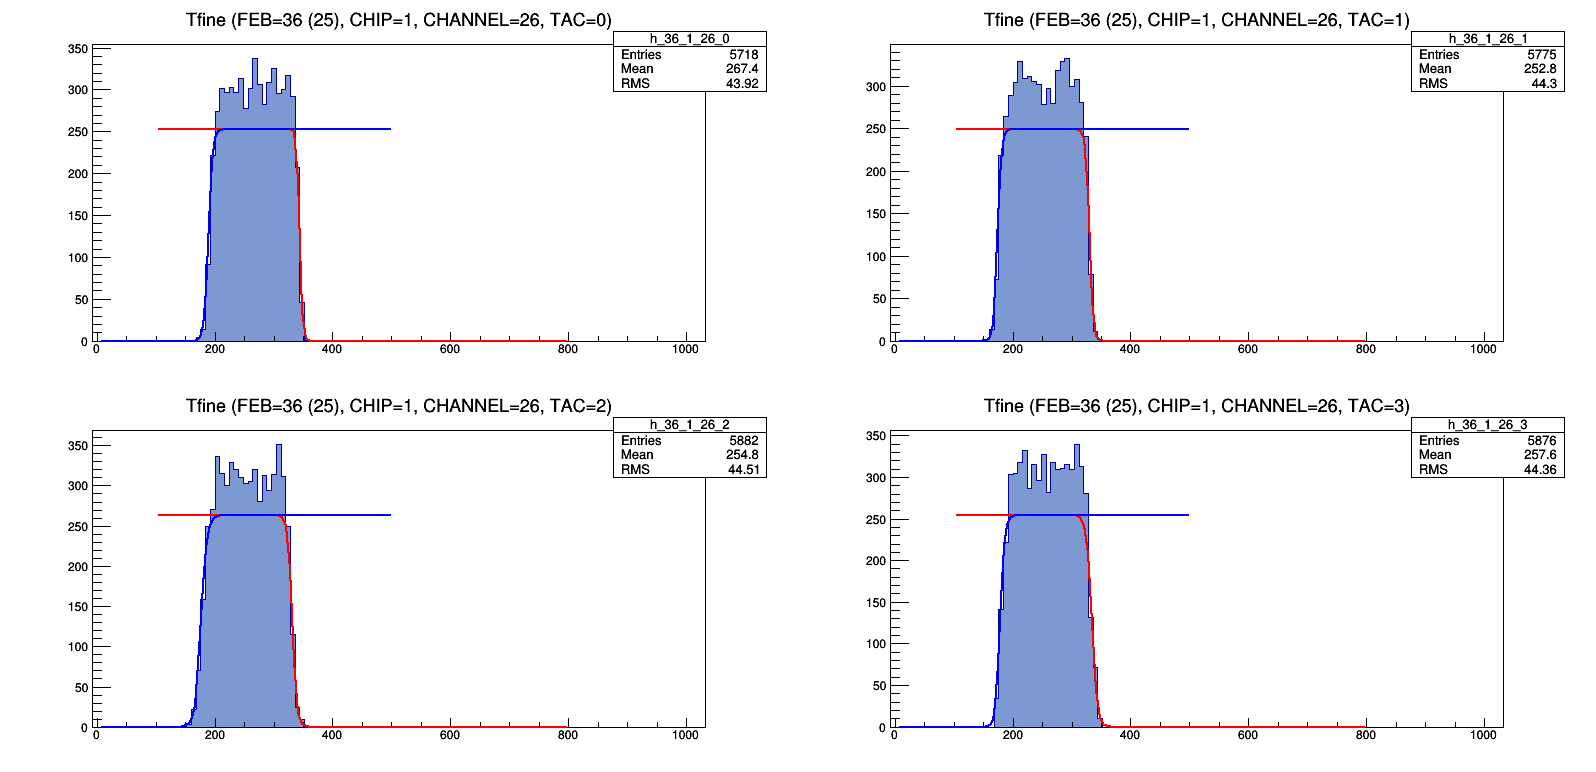 Tfine (FEB=36 (25), CHIP=1, CHANNEL=26, TAC=0)
h_36_1_26_0
Entries 5718
Mean 267.4
RMS 43.92
350
300
250
200
150
100
50
0
0 200 400 600 800 1000
Tfine (FEB=36 (25), CHIP=1, CHANNEL=26, TAC=1)
h_36_1_26_1
Entries 5775
Mean 252.8
RMS 44.3
300
250
200
150
100
50
0
0 200 400 600 800 1000
Tfine (FEB=36 (25), CHIP=1, CHANNEL=26, TAC=2)
h_36_1_26_2
Entries 5882
Mean 254.8
RMS 44.51
350
300
250
200
150
100
50
0
0 200 400 600 800 1000
Tfine (FEB=36 (25), CHIP=1, CHANNEL=26, TAC=3)
h_36_1_26_3
Entries 5876
Mean 257.6
RMS 44.36
350
300
250
200
150
100
50
0
0 200 400 600 800 1000